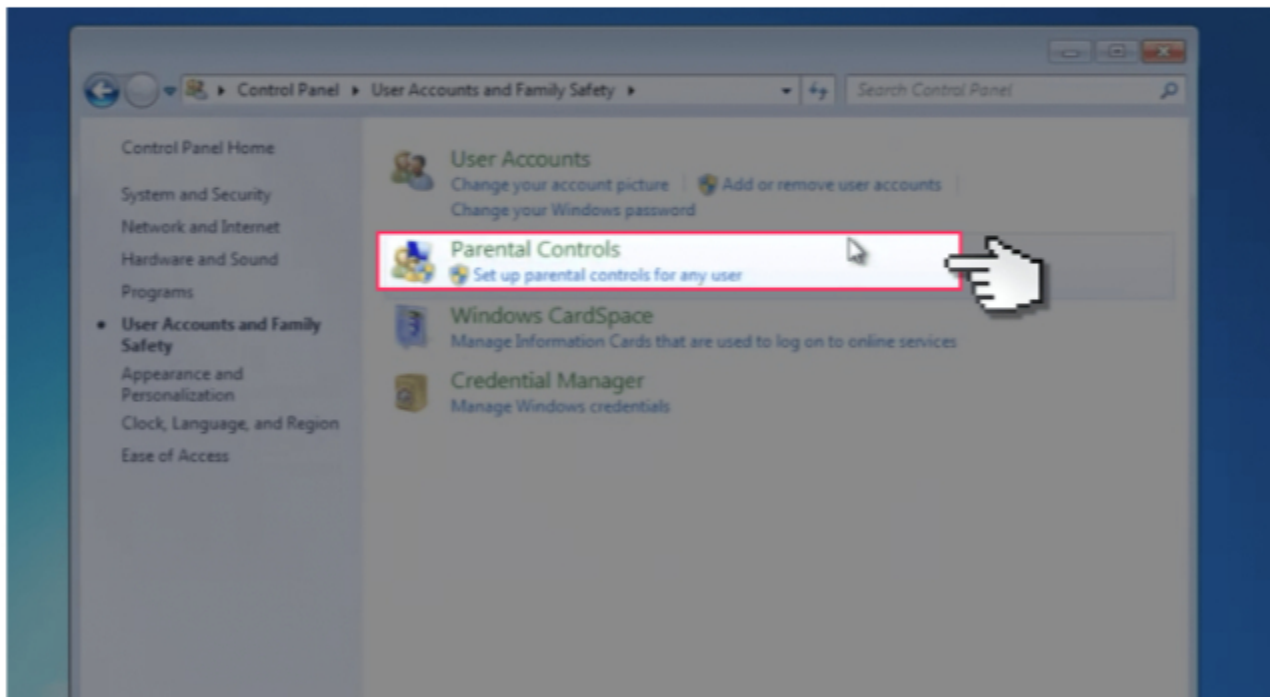 Control Panel User Accounts and Family Safety Search Control Panel
Control Panel Home
System and Security
Network and Internet
Hardware and Sound
Programs
User Accounts and Family
Safety
Appearance and
Personalization
Clock, Language, and Region
Ease of Access
User Accounts
Change your account picture Add or remove user accounts
Change your Windows password
Parental Controls
Set up parental controls for any user
Windows CardSpace
Manage Information Cards that are used to log on to online services
Credential Manager
Manage Windows credentials